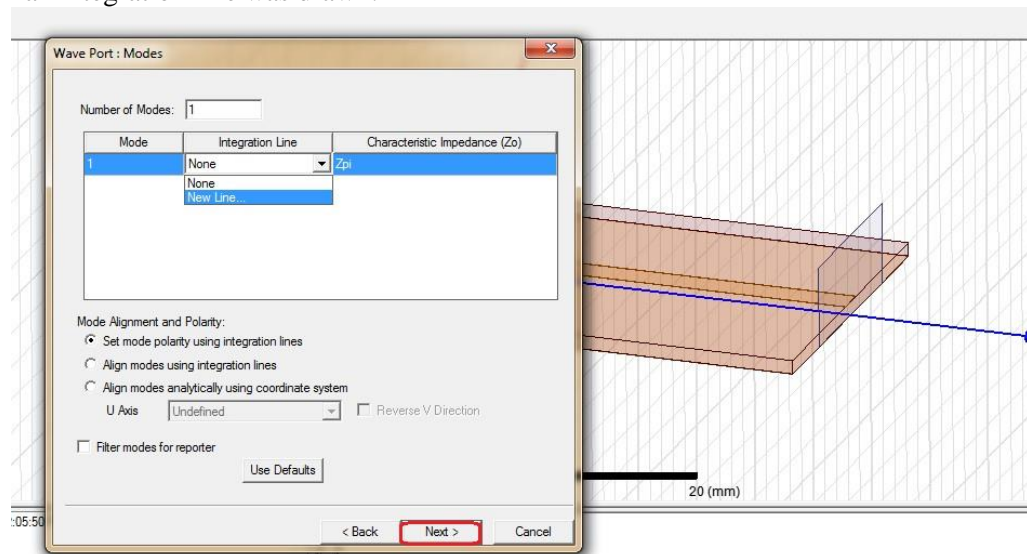 Wave Port : Modes
Number of Modes: 1
Mode Integration Line Characteristic Impedance (Zo)
1 None Zpi
None
New Line...
Mode Alignment and Polarity:
Set mode polarity using integration lines
Align modes using integration lines
Align modes analytically using coordinate system
U Axis Undefined Reverse V Direction
Filter modes for reporter
Use Defaults
20 (mm)
:05:50
< Back Next > Cancel